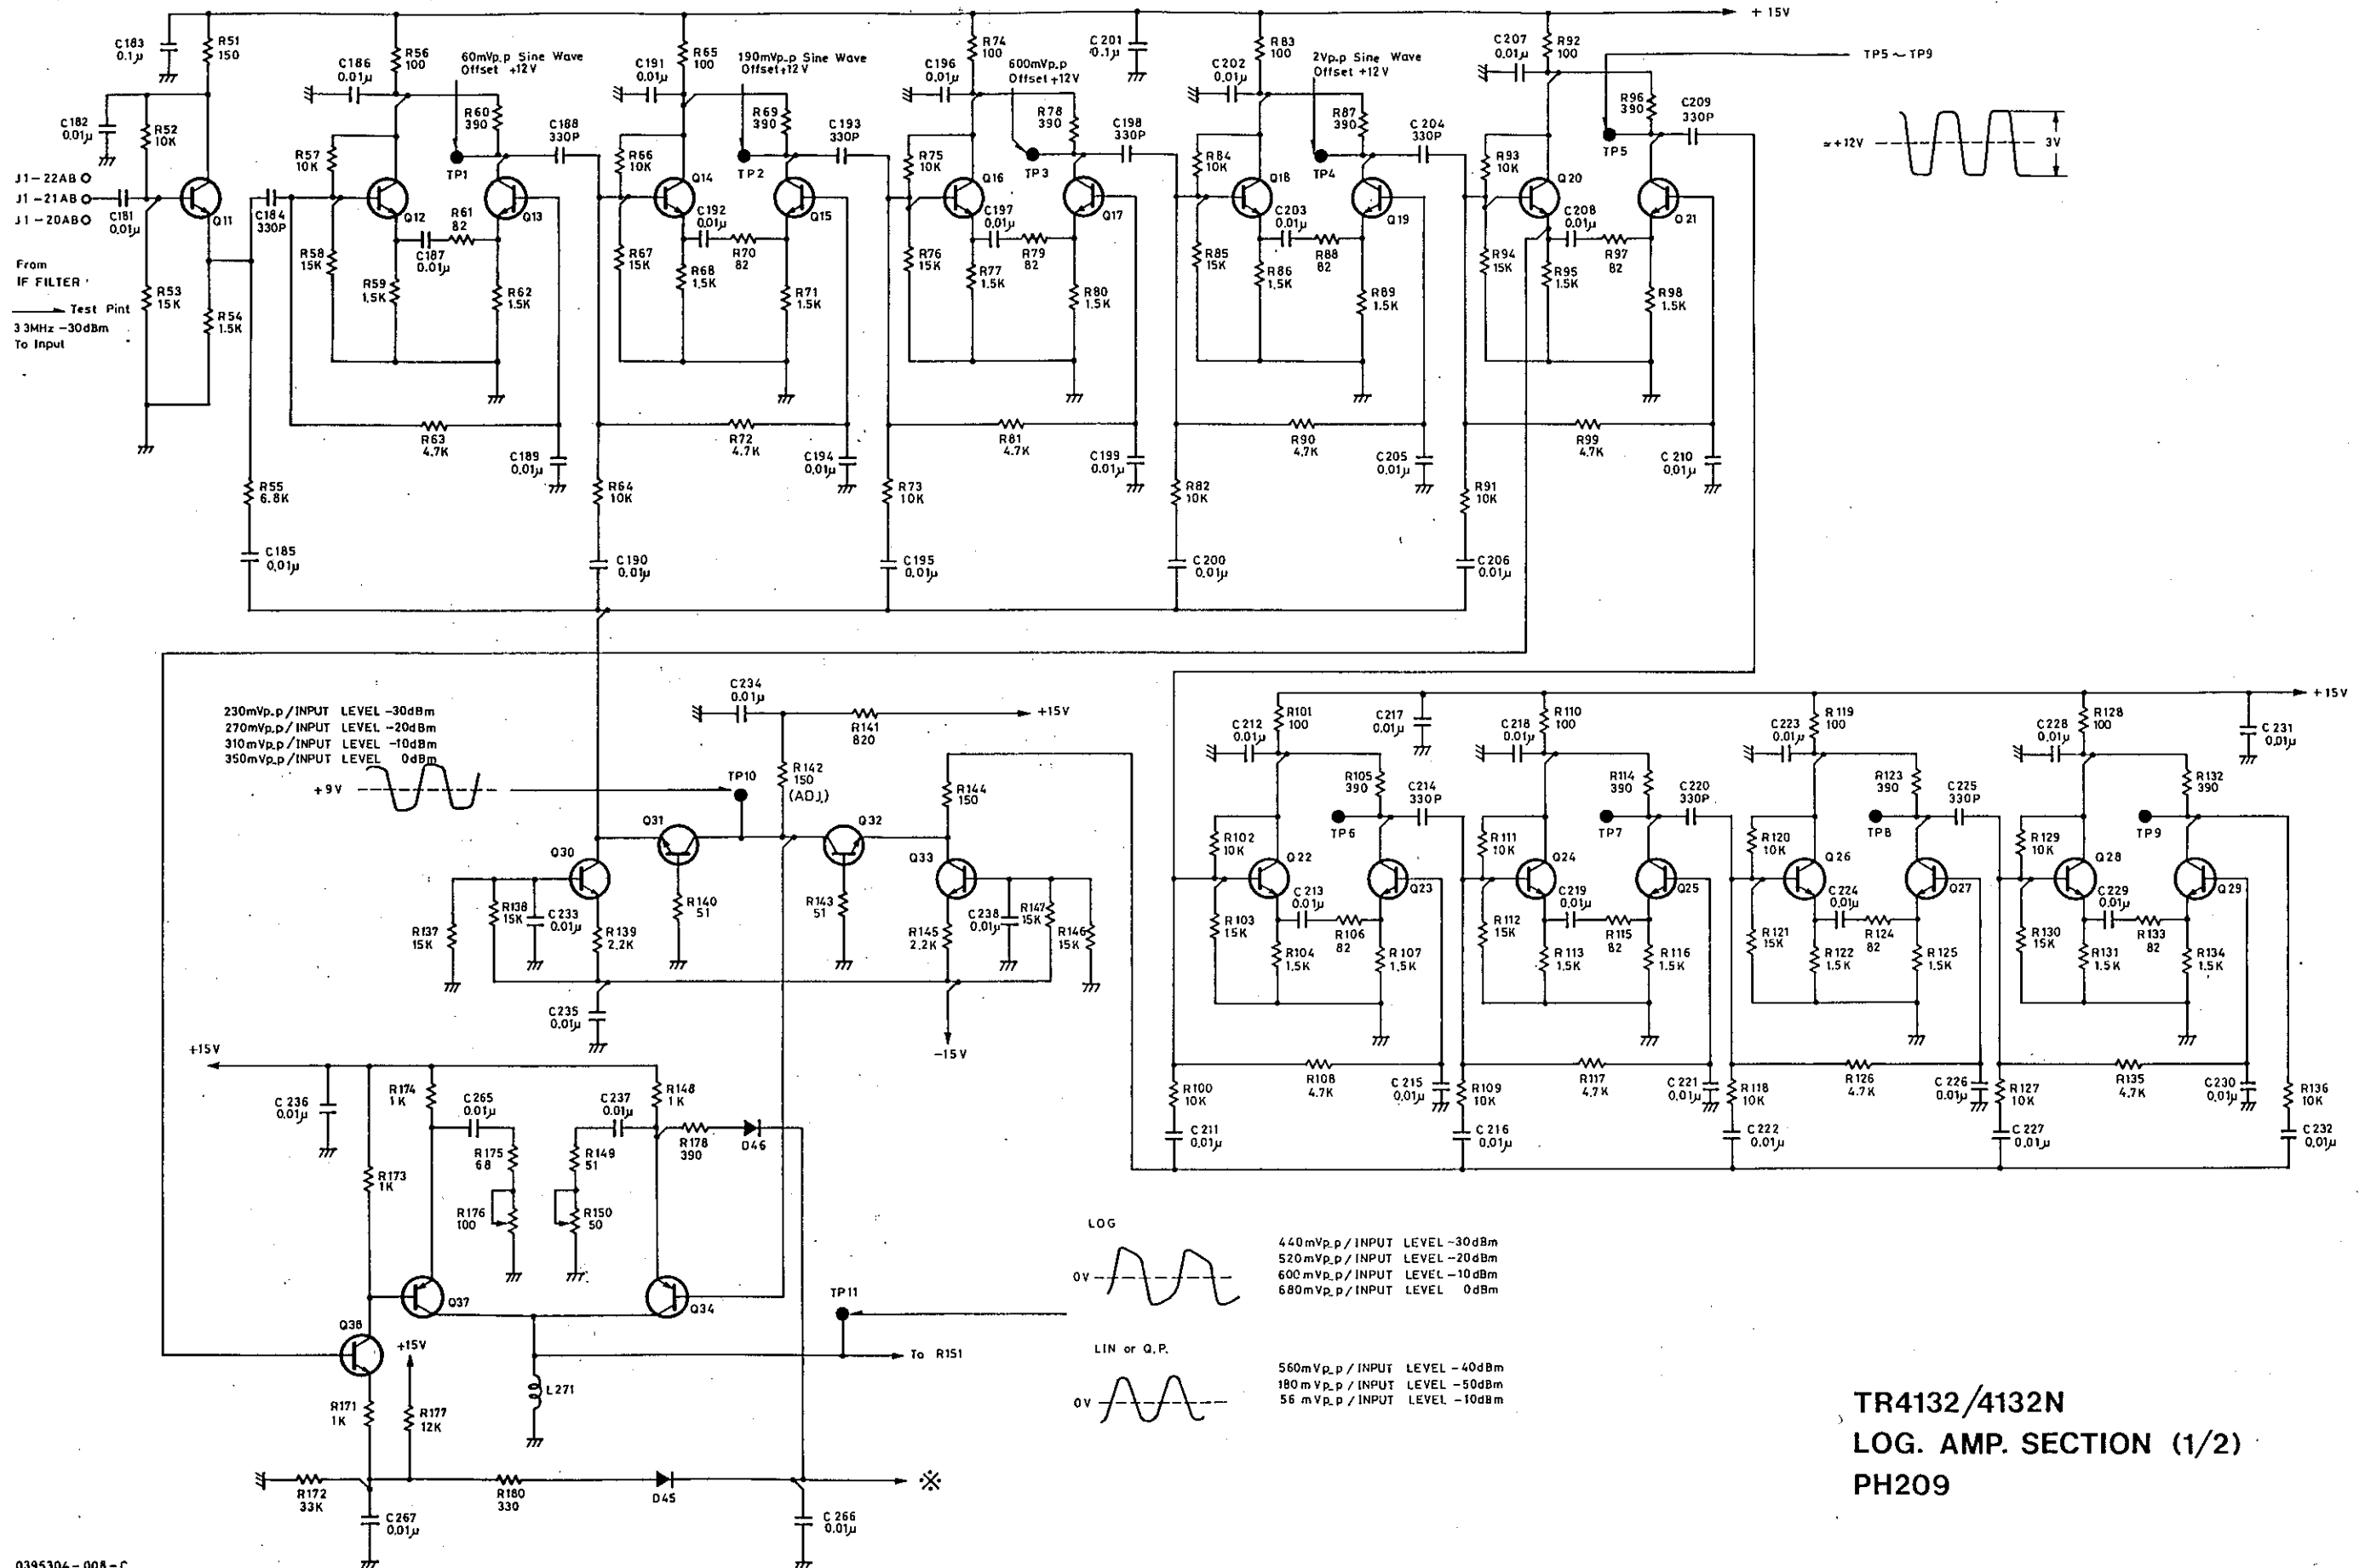 +15V
C183
0.1μ
R51
150
C186
0.01μ
R56
100
60mVp.p Sine Wave
Offset +12V
C191
0.01μ
R65
100
190mVp-p Sine Wave
Offset+12V
C196
0.01μ
R74
100
600mVp.p
Offset+12V
C201
0.1μ
C202
0.01μ
R83
100
2Vp.p Sine Wave
Offset +12V
C207
0.01μ
R92
100
TP5~TP9
≈+12V
3V
C182
0.01μ
R52
10K
R57
10K
R60
390
C188
330P
TP1
R66
10K
R69
390
C193
330P
TP2
R75
10K
R78
390
C198
330P
TP3
R84
10K
R87
390
C204
330P
TP4
R93
10K
R96
390
C209
330P
TP5
J1-22AB
J1-21AB
J1-20AB
C181
0.01μ
Q11
C184
330P
Q12
R61
82
Q13
C187
0.01μ
Q14
C192
0.01μ
R70
82
Q15
Q16
C197
0.01μ
R79
82
Q17
Q18
C203
0.01μ
R88
82
Q19
Q20
C208
0.01μ
R97
82
Q21
From
IF FILTER
Test Pint
3.3MHz -30dBm
To Input
R53
15K
R54
1.5K
R58
15K
R59
1.5K
R62
1.5K
R67
15K
R68
1.5K
R71
1.5K
R76
15K
R77
1.5K
R80
1.5K
R85
15K
R86
1.5K
R89
1.5K
R94
15K
R95
1.5K
R98
1.5K
R63
4.7K
R72
4.7K
R81
4.7K
R90
4.7K
R99
4.7K
R55
6.8K
C189
0.01μ
R64
10K
C194
0.01μ
R73
10K
C199
0.01μ
R82
10K
C205
0.01μ
R91
10K
C210
0.01μ
C185
0.01μ
C190
0.01μ
C195
0.01μ
C200
0.01μ
C206
0.01μ
230mVp.p/INPUT LEVEL -30dBm
270mVp.p/INPUT LEVEL -20dBm
310mVp.p/INPUT LEVEL -10dBm
350mVp.p/INPUT LEVEL 0dBm
+9V
C234
0.01μ
R141
820
+15V
R142
150
(ADJ.)
TP10
R144
150
Q31
Q32
Q30
Q33
R137
15K
R138
15K
C233
0.01μ
R139
2.2K
R140
51
R143
51
R145
2.2K
C238
0.01μ
R147
15K
R146
15K
C235
0.01μ
-15V
+15V
C212
0.01μ
R101
100
C217
0.01μ
C218
0.01μ
R110
100
C223
0.01μ
R119
100
C228
0.01μ
R128
100
C231
0.01μ
R105
390
C214
330P
TP6
R114
390
C220
330P
TP7
R123
390
C225
330P
TP8
R132
390
TP9
R102
10K
R111
10K
R120
10K
R129
10K
Q22
Q23
Q24
Q25
Q26
Q27
Q28
Q29
C213
0.01μ
R106
82
C219
0.01μ
R115
82
C224
0.01μ
R124
82
C229
0.01μ
R133
82
R103
15K
R104
1.5K
R107
1.5K
R112
15K
R113
1.5K
R116
1.5K
R121
15K
R122
1.5K
R125
1.5K
R130
15K
R131
1.5K
R134
1.5K
R108
4.7K
R117
4.7K
R126
4.7K
R135
4.7K
R100
10K
C215
0.01μ
R109
10K
C221
0.01μ
R118
10K
C226
0.01μ
R127
10K
C230
0.01μ
R136
10K
C211
0.01μ
C216
0.01μ
C222
0.01μ
C227
0.01μ
C232
0.01μ
+15V
C236
0.01μ
R174
1K
C265
0.01μ
C237
0.01μ
R148
1K
R178
390
D46
R173
1K
R175
68
R149
51
R176
100
R150
50
Q37
Q34
Q38
TP11
+15V
To R151
L271
R171
1K
R177
12K
R172
33K
R180
330
D45
※
C267
0.01μ
C266
0.01μ
LOG
0V
440mVp.p/INPUT LEVEL -30dBm
520mVp.p/INPUT LEVEL -20dBm
600mVp.p/INPUT LEVEL -10dBm
680mVp.p/INPUT LEVEL 0dBm
LIN or Q.P.
0V
560mVp.p/INPUT LEVEL -40dBm
180mVp.p/INPUT LEVEL -50dBm
56 mVp.p/INPUT LEVEL -10dBm
TR4132/4132N
LOG. AMP. SECTION (1/2)
PH209
0395304-008-C